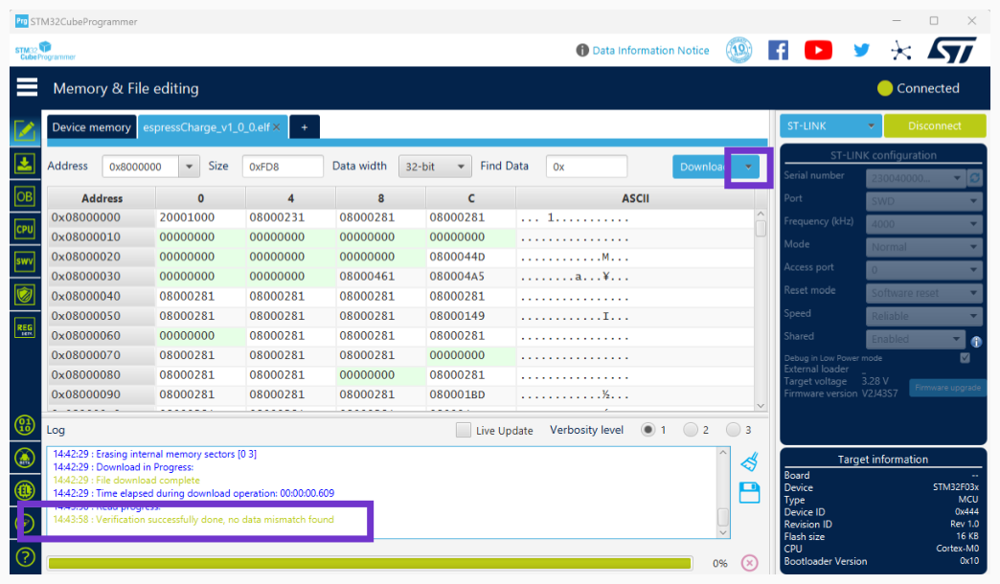 Prg STM32CubeProgrammer
STM32
CubeProgrammer
Data Information Notice
Memory & File editing
Connected
Device memory
espressCharge_v1_0_0.elf ×
+
ST-LINK
Disconnect
Address 0x8000000 Size 0xFD8 Data width 32-bit Find Data 0x
Address 0 4 8 C ASCII
0x08000000 20001000 08000231 08000281 08000281 ... 1...........
0x08000010 00000000 00000000 00000000 00000000 ................
0x08000020 00000000 00000000 00000000 0800044D ............M...
0x08000030 00000000 00000000 08000461 080004A5 ........a...¥...
0x08000040 08000281 08000281 08000281 08000281 ................
0x08000050 08000281 08000281 08000281 08000149 ............I...
0x08000060 00000000 08000281 08000281 08000281 ................
0x08000070 08000281 08000281 08000281 00000000 ................
0x08000080 08000281 08000281 00000000 08000281 ................
0x08000090 08000281 08000281 08000281 080001BD ............½...
OB
CPU
SWV
REG
ST-LINK configuration
Serial number 230040000...
Port SWD
Frequency (kHz) 4000
Mode Normal
Access port 0
Reset mode Software reset
Speed Reliable
Shared Enabled
Debug in Low Power mode
External loader _
Target voltage 3.28 V
Firmware version V2J43S7
Firmware upgrade
Log
Live Update Verbosity level 1 2 3
14:42:29 : Erasing internal memory sectors [0 3]
14:42:29 : Download in Progress:
14:42:29 : File download complete
14:42:29 : Time elapsed during download operation: 00:00:00.609
14:43:58 : Read progress:
14:43:58 : Verification successfully done, no data mismatch found
0%
Target information
Board --
Device STM32F03x
Type MCU
Device ID 0x444
Revision ID Rev 1.0
Flash size 16 KB
CPU Cortex-M0
Bootloader Version 0x10